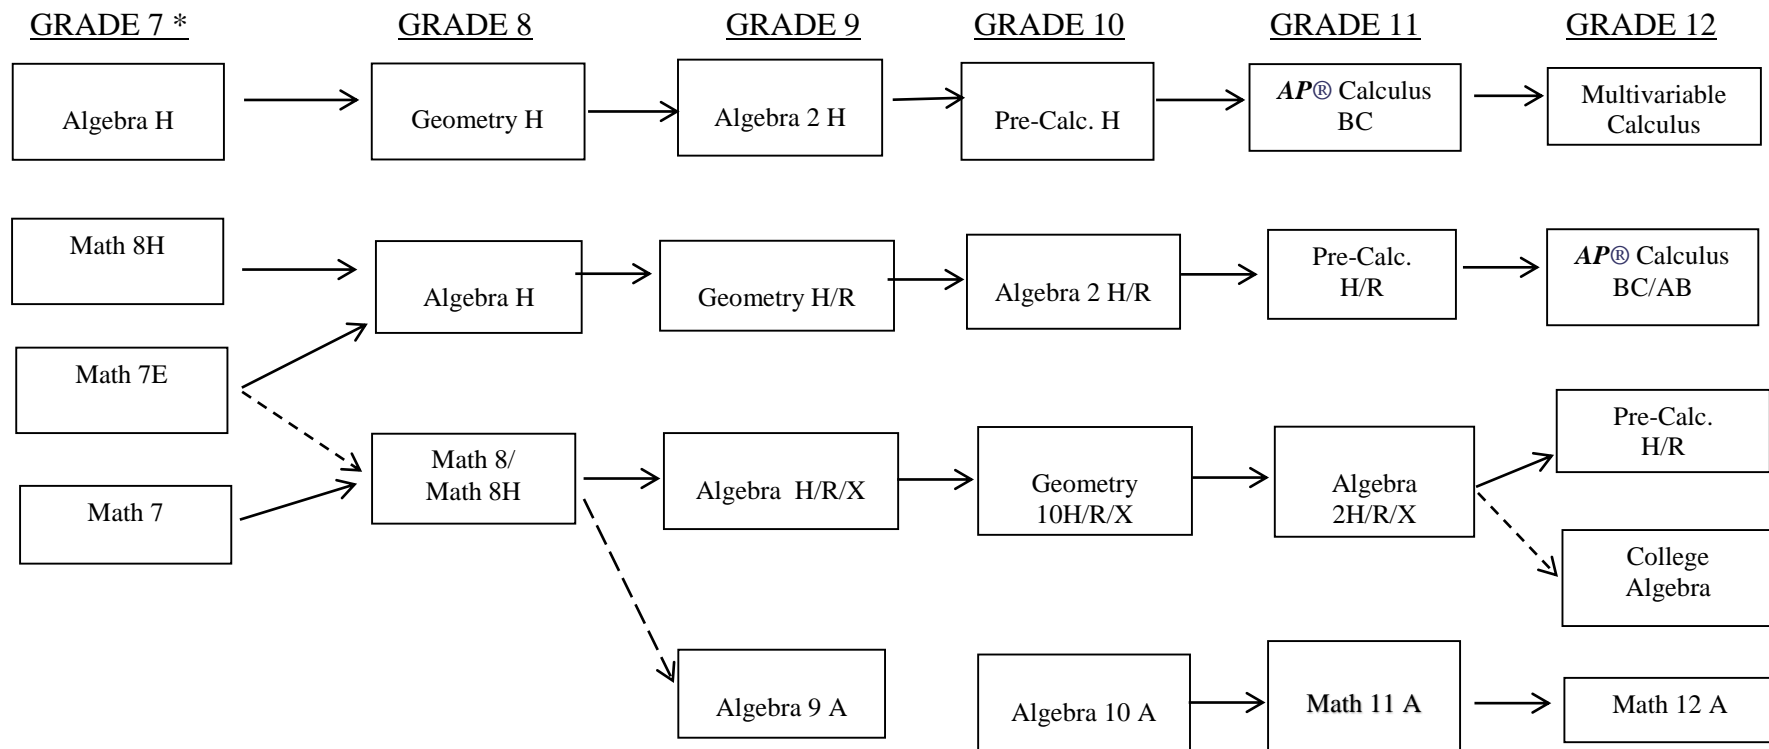 GRADE 7 *
GRADE 8
GRADE 9
GRADE 10
GRADE 11
GRADE 12
Algebra H
Geometry H
Algebra 2 H
Pre-Calc. H
AP® Calculus
BC
Multivariable
Calculus
Math 8H
Algebra H
Geometry H/R
Algebra 2 H/R
Pre-Calc.
H/R
AP® Calculus
BC/AB
Math 7E
Math 7
Math 8/
Math 8H
Algebra H/R/X
Geometry
10H/R/X
Algebra
2H/R/X
Pre-Calc.
H/R
College
Algebra
Algebra 9 A
Algebra 10 A
Math 11 A
Math 12 A